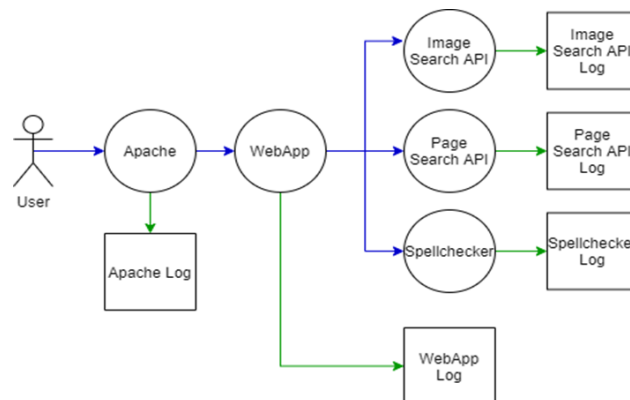 Image
Search API
Image
Search API
Log
Apache
WebApp
Page
Search API
Page
Search API
Log
User
Spellchecker
Spellchecke
Log
Apache Log
WebApp
Log